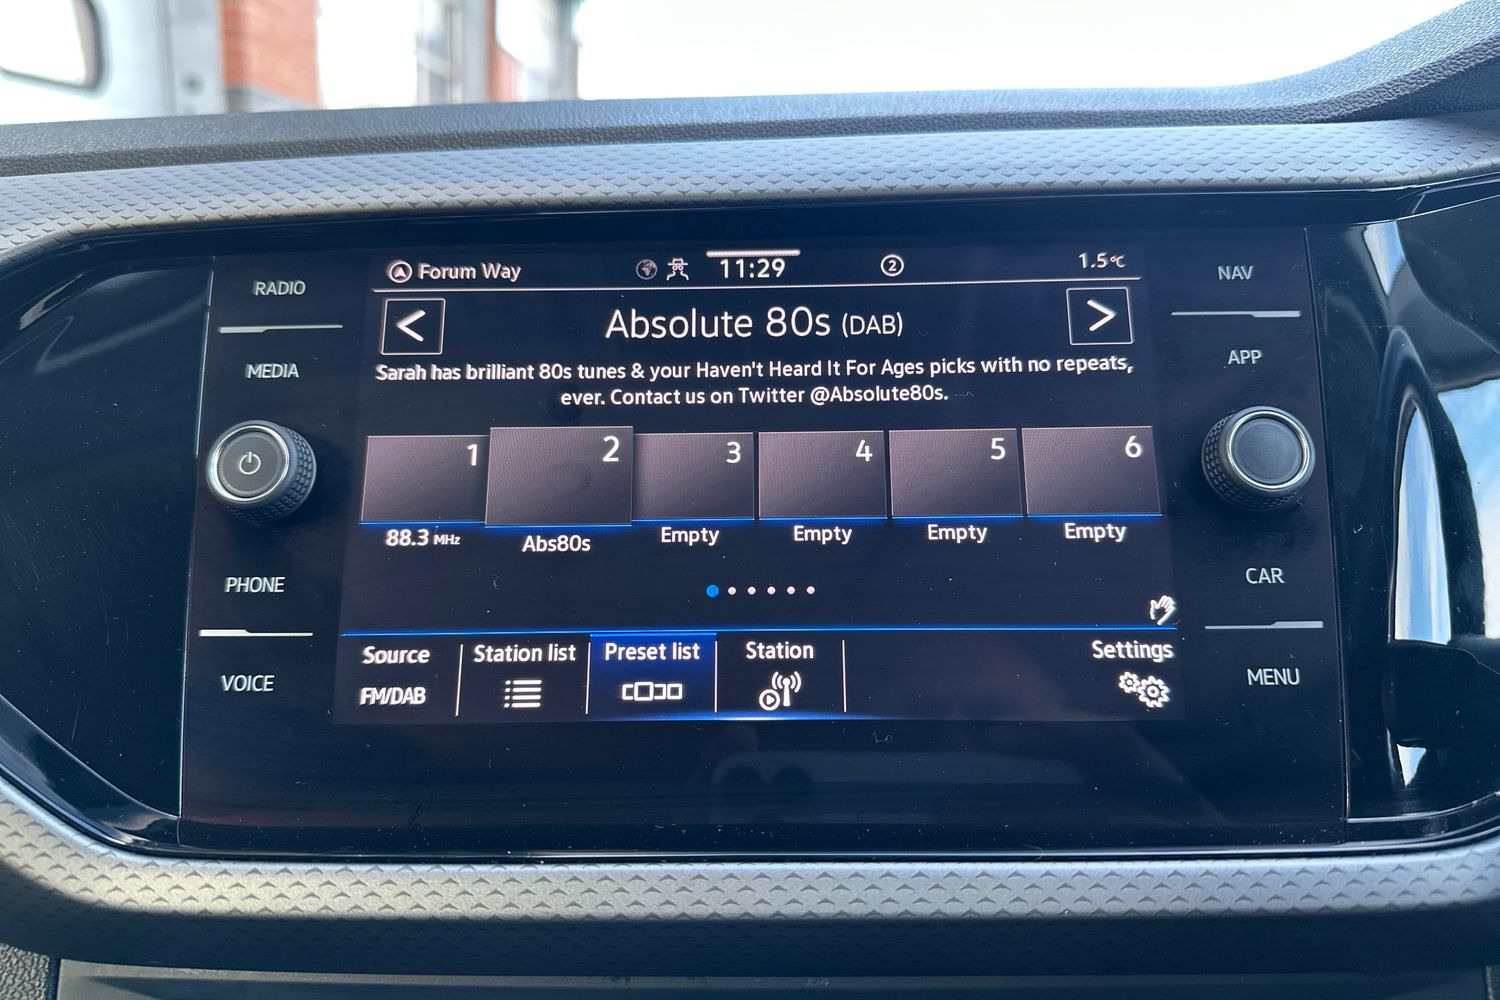 RADIO
MEDIA
PHONE
VOICE
Forum Way
11:29
2
1.5°C
<
Absolute 80s (DAB)
>
Sarah has brilliant 80s tunes & your Haven't Heard It For Ages picks with no repeats,
ever. Contact us on Twitter @Absolute80s.
1 2 3 4 5 6
88.3 MHz Abs80s Empty Empty Empty Empty
Source Station list Preset list Station Settings
FM/DAB
NAV
APP
CAR
MENU